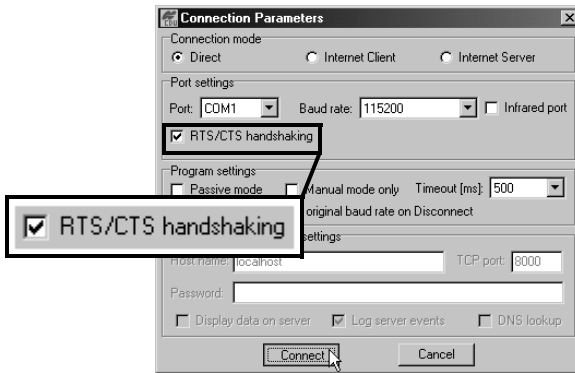 Connection Parameters
Connection mode
Direct Internet Client Internet Server
Port settings
Port: COM1 Baud rate: 115200 Infrared port
RTS/CTS handshaking
Program settings
Passive mode Manual mode only Timeout [ms]: 500
original baud rate on Disconnect
RTS/CTS handshaking
settings
Host name: localhost TCP port: 8000
Password:
Display data on server Log server events DNS lookup
Connect Cancel